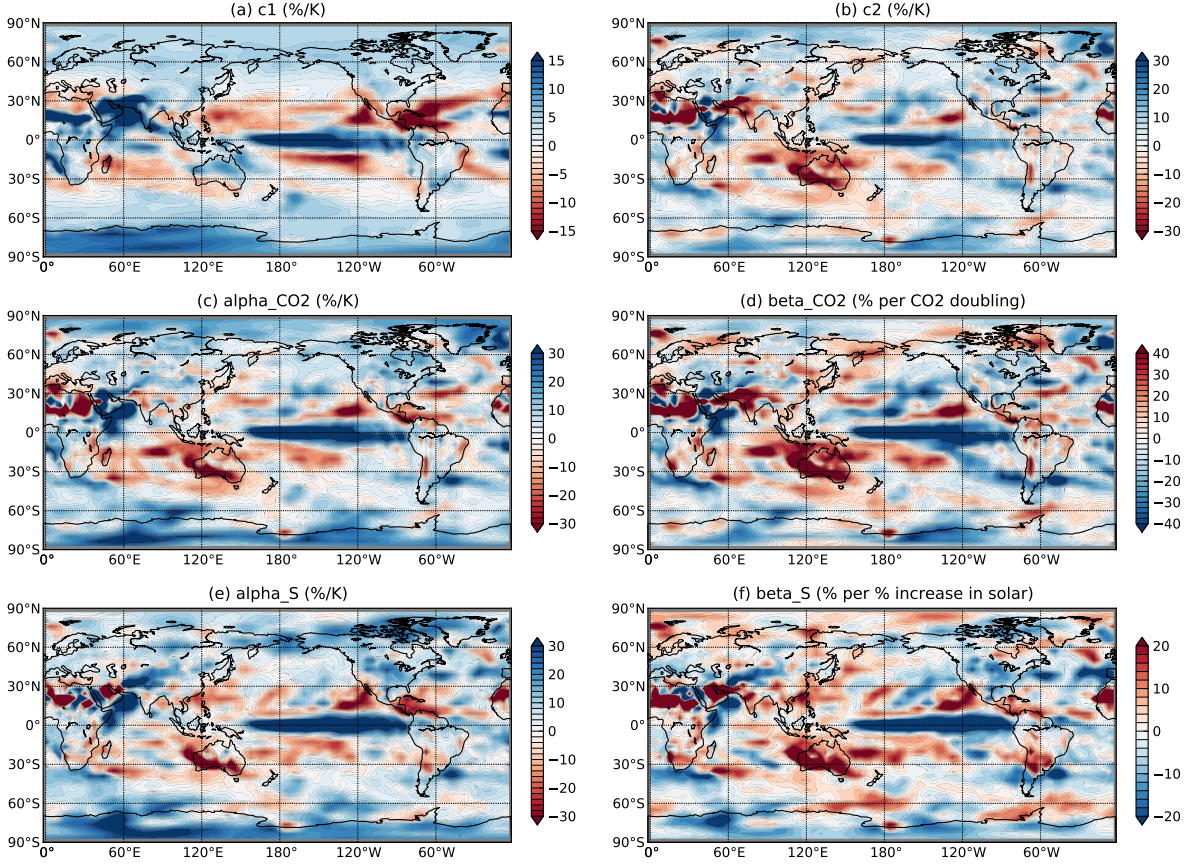 (a) c1 (%/K)
90°N
60°N
30°N
0°
30°S
60°S
90°S
0° 60°E 120°E 180° 120°W 60°W
15
10
5
0
−5
−10
−15
(b) c2 (%/K)
90°N
60°N
30°N
0°
30°S
60°S
90°S
0° 60°E 120°E 180° 120°W 60°W
30
20
10
0
−10
−20
−30
(c) alpha_CO2 (%/K)
90°N
60°N
30°N
0°
30°S
60°S
90°S
0° 60°E 120°E 180° 120°W 60°W
30
20
10
0
−10
−20
−30
(d) beta_CO2 (% per CO2 doubling)
90°N
60°N
30°N
0°
30°S
60°S
90°S
0° 60°E 120°E 180° 120°W 60°W
40
30
20
10
0
−10
−20
−30
−40
(e) alpha_S (%/K)
90°N
60°N
30°N
0°
30°S
60°S
90°S
0° 60°E 120°E 180° 120°W 60°W
30
20
10
0
−10
−20
−30
(f) beta_S (% per % increase in solar)
90°N
60°N
30°N
0°
30°S
60°S
90°S
0° 60°E 120°E 180° 120°W 60°W
20
10
0
−10
−20